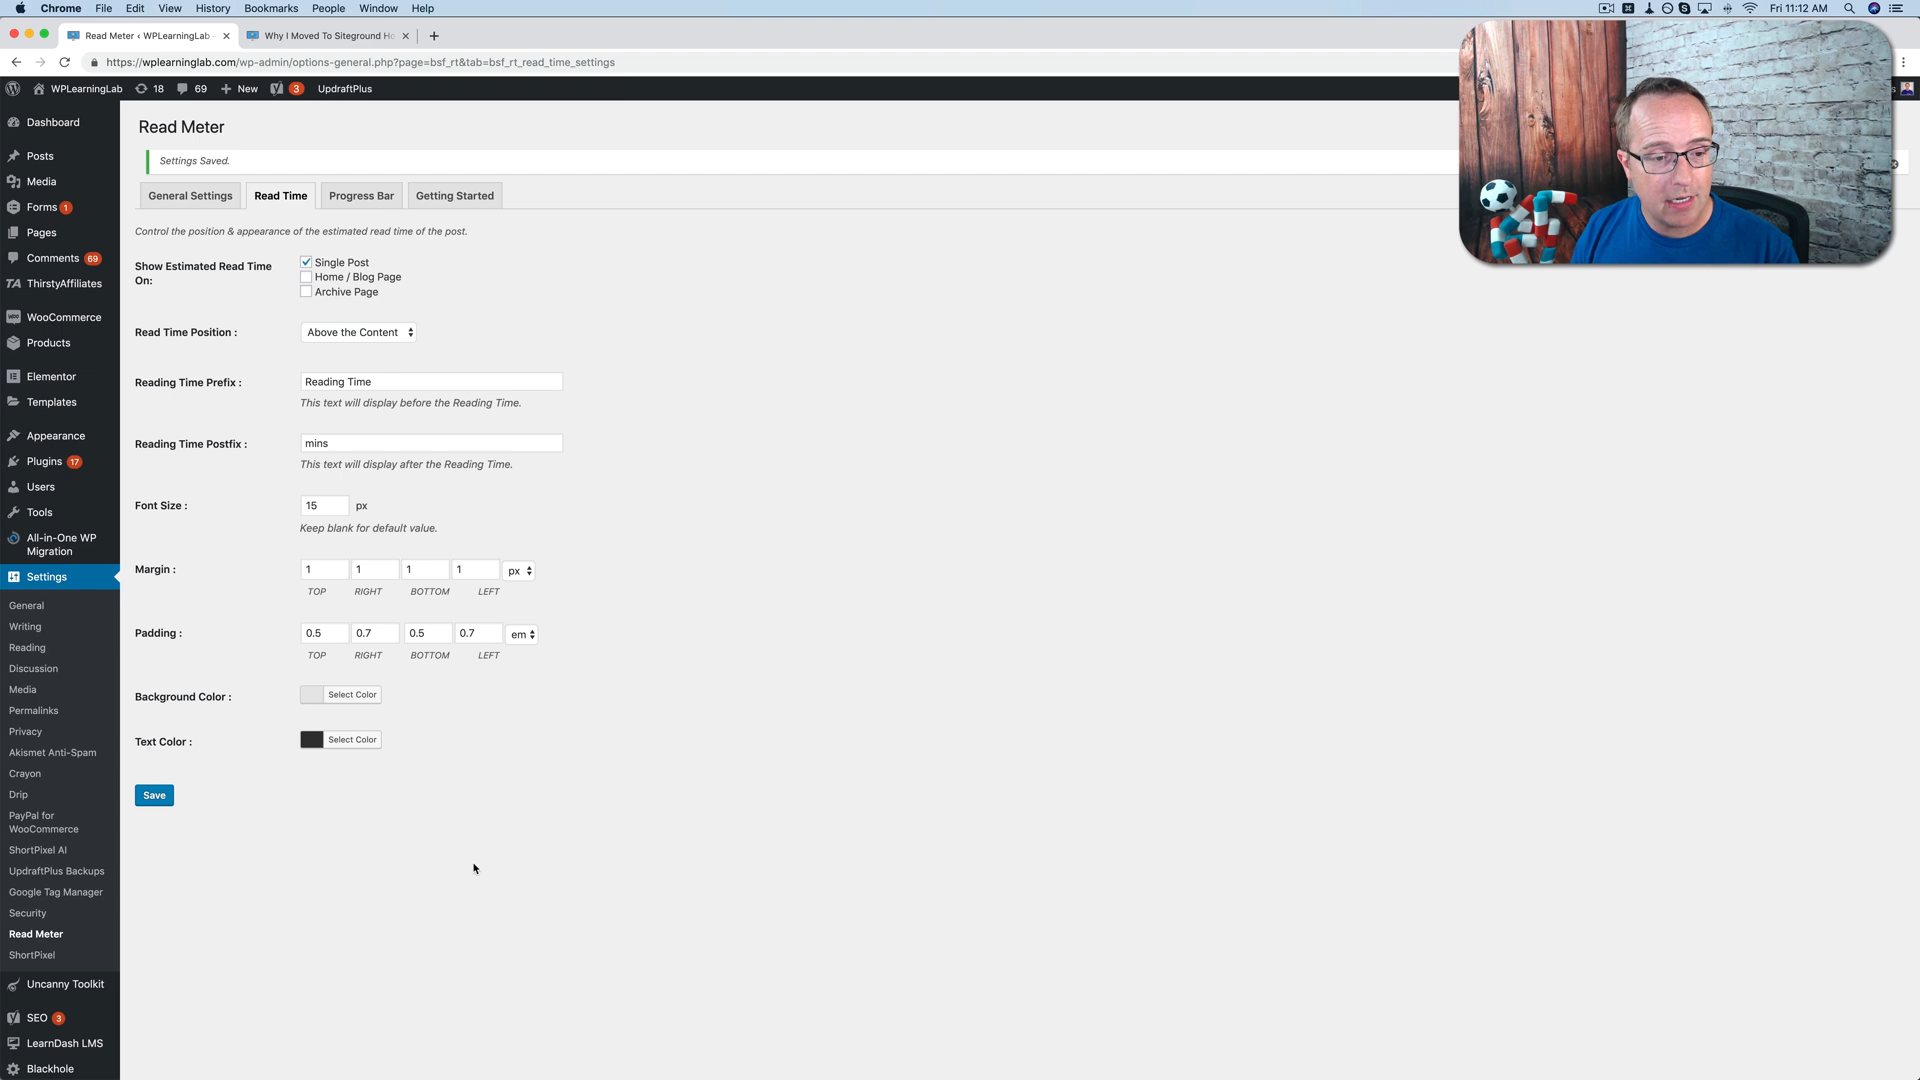 Chrome File Edit View History Bookmarks People Window Help
Fri 11:12 AM
Read Meter ‹ WPLearningLab
Why I Moved To Siteground Ho
https://wplearninglab.com/wp-admin/options-general.php?page=bsf_rt&tab=bsf_rt_read_time_settings
WPLearningLab 18 69 + New 3 UpdraftPlus
Dashboard
Posts
Media
Forms 1
Pages
Comments 69
ThirstyAffiliates
WooCommerce
Products
Elementor
Templates
Appearance
Plugins 17
Users
Tools
All-in-One WP
Migration
Settings
General
Writing
Reading
Discussion
Media
Permalinks
Privacy
Akismet Anti-Spam
Crayon
Drip
PayPal for
WooCommerce
ShortPixel AI
UpdraftPlus Backups
Google Tag Manager
Security
Read Meter
ShortPixel
Uncanny Toolkit
SEO 3
LearnDash LMS
Blackhole
Read Meter
Settings Saved.
General Settings Read Time Progress Bar Getting Started
Control the position & appearance of the estimated read time of the post.
Show Estimated Read Time
On:
Single Post
Home / Blog Page
Archive Page
Read Time Position : Above the Content
Reading Time Prefix : Reading Time
This text will display before the Reading Time.
Reading Time Postfix : mins
This text will display after the Reading Time.
Font Size : 15 px
Keep blank for default value.
Margin : 1 1 1 1 px
TOP RIGHT BOTTOM LEFT
Padding : 0.5 0.7 0.5 0.7 em
TOP RIGHT BOTTOM LEFT
Background Color : Select Color
Text Color : Select Color
Save